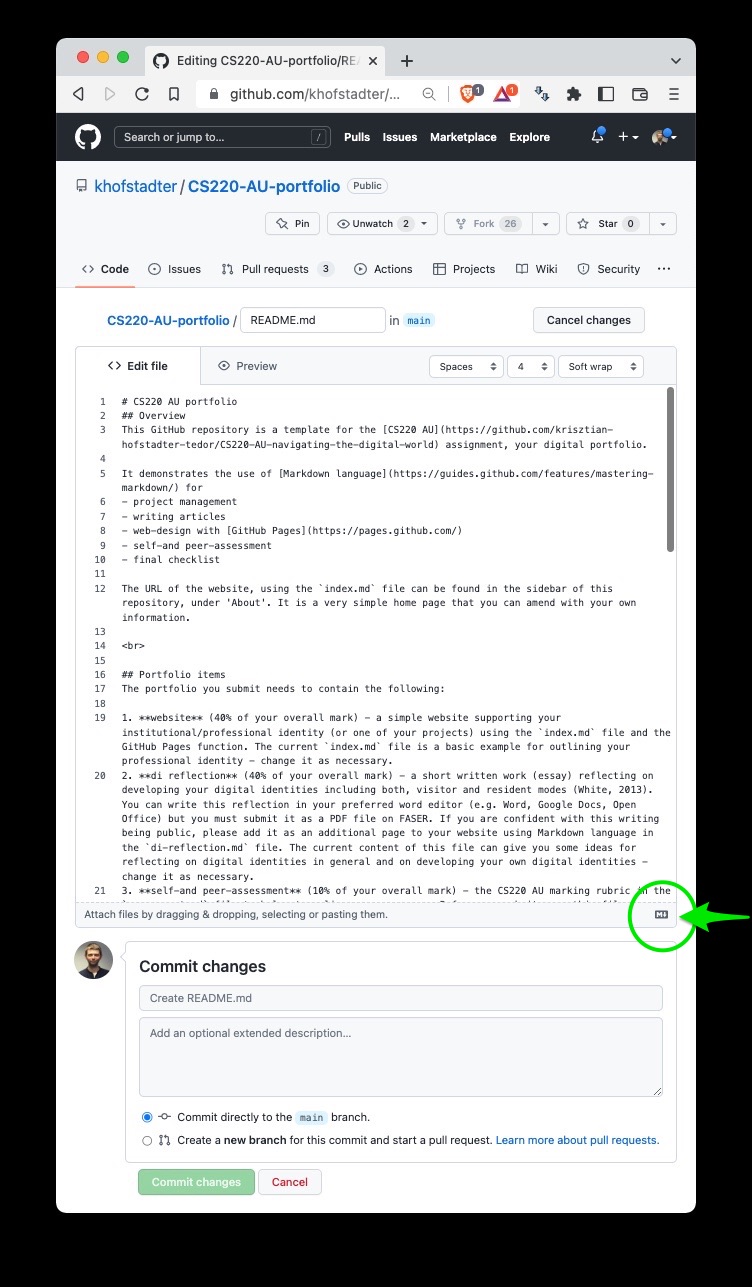 Editing CS220-AU-portfolio/RE
github.com/khofstadter/... 1 1
Search or jump to... / Pulls Issues Marketplace Explore
khofstadter / CS220-AU-portfolio Public
Pin Unwatch 2 Fork 26 Star 0
Code Issues Pull requests 3 Actions Projects Wiki Security
CS220-AU-portfolio / README.md in main Cancel changes
Edit file Preview Spaces 4 Soft wrap
1 # CS220 AU portfolio
2 ## Overview
3 This GitHub repository is a template for the [CS220 AU](https://github.com/krisztian-
hofstadter-tedor/CS220-AU-navigating-the-digital-world) assignment, your digital portfolio.
4
5 It demonstrates the use of [Markdown language](https://guides.github.com/features/mastering-
markdown/) for
6 - project management
7 - writing articles
8 - web-design with [GitHub Pages](https://pages.github.com/)
9 - self-and peer-assessment
10 - final checklist
11
12 The URL of the website, using the `index.md` file can be found in the sidebar of this
repository, under 'About'. It is a very simple home page that you can amend with your own
information.
13
14 <br>
15
16 ## Portfolio items
17 The portfolio you submit needs to contain the following:
18
19 1. **website** (40% of your overall mark) - a simple website supporting your
institutional/professional identity (or one of your projects) using the `index.md` file and the
GitHub Pages function. The current `index.md` file is a basic example for outlining your
professional identity - change it as necessary.
20 2. **di reflection** (40% of your overall mark) - a short written work (essay) reflecting on
developing your digital identities including both, visitor and resident modes (White, 2013).
You can write this reflection in your preferred word editor (e.g. Word, Google Docs, Open
Office) but you must submit it as a PDF file on FASER. If you are confident with this writing
being public, please add it as an additional page to your website using Markdown language in
the `di-reflection.md` file. The current content of this file can give you some ideas for
reflecting on digital identities in general and on developing your own digital identities -
change it as necessary.
21 3. **self-and peer-assessment** (10% of your overall mark) - the CS220 AU marking rubric in the
Attach files by dragging & dropping, selecting or pasting them.
Commit changes
Create README.md
Add an optional extended description...
Commit directly to the main branch.
Create a new branch for this commit and start a pull request. Learn more about pull requests.
Commit changes Cancel